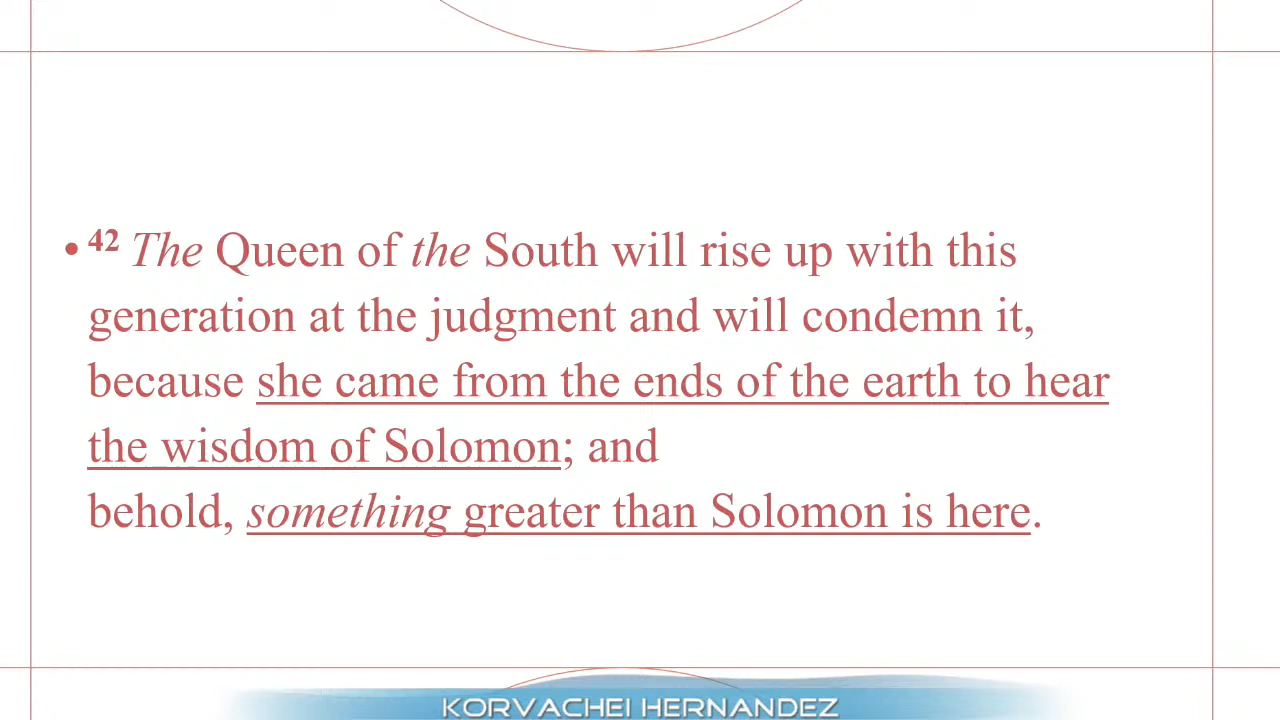 • 42 The Queen of the South will rise up with this
generation at the judgment and will condemn it,
because she came from the ends of the earth to hear
the wisdom of Solomon; and
behold, something greater than Solomon is here.
KORVACHEI HERNANDEZ